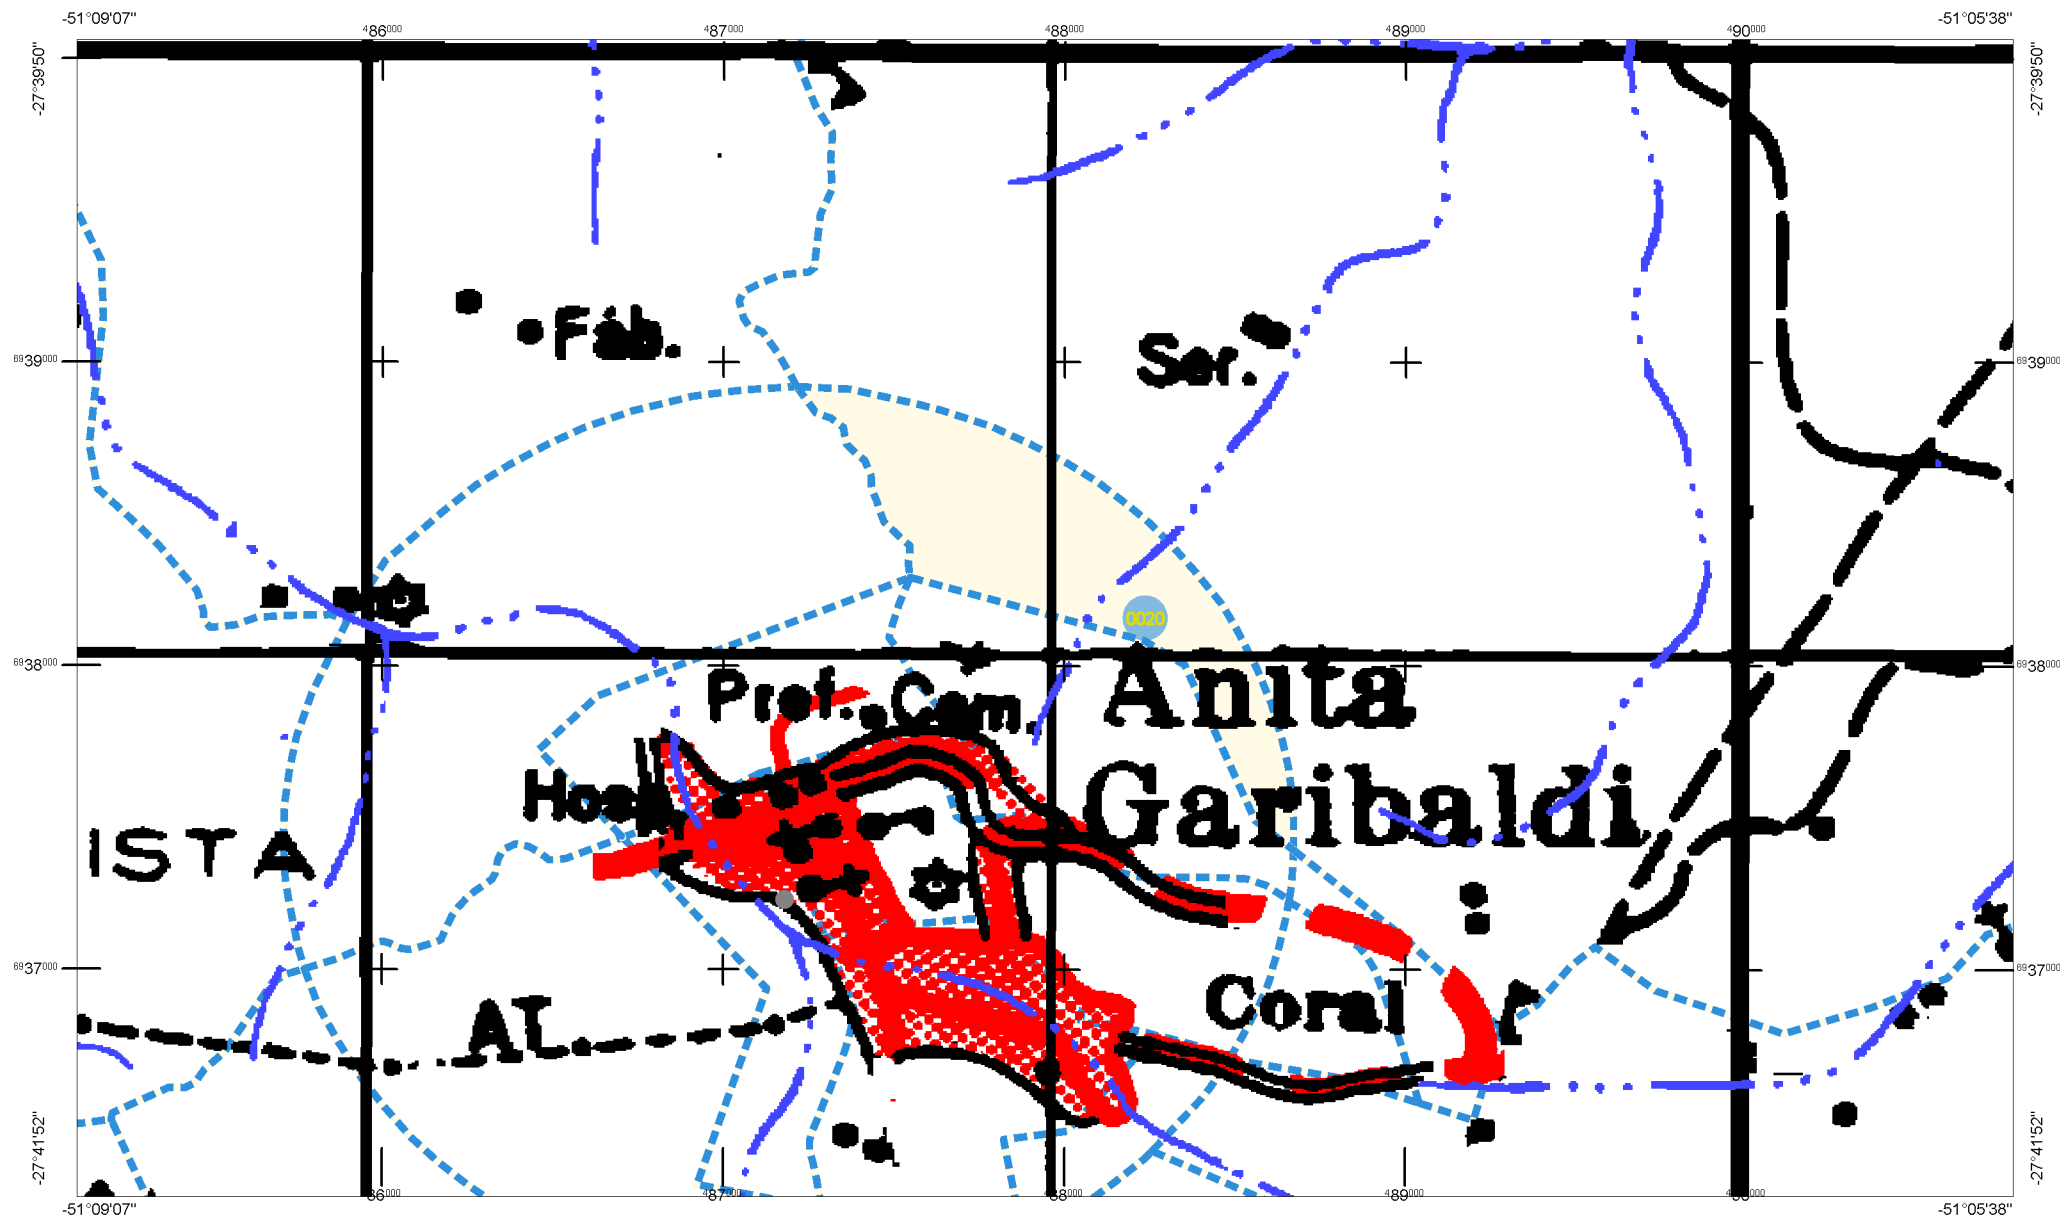 -51°09'07" -51°05'38"
486000 487000 488000 489000 490000
-27°39'50" -27°39'50"
Fáb.
Ser.
6939000 6939000
0020
6938000 6938000
Prof. Cem.
Anita
Hosp
Garibaldi
ISTA
6937000 6937000
Coral
AT
-27°41'52" -27°41'52"
486000 487000 488000 489000 490000
-51°09'07" -51°05'38"